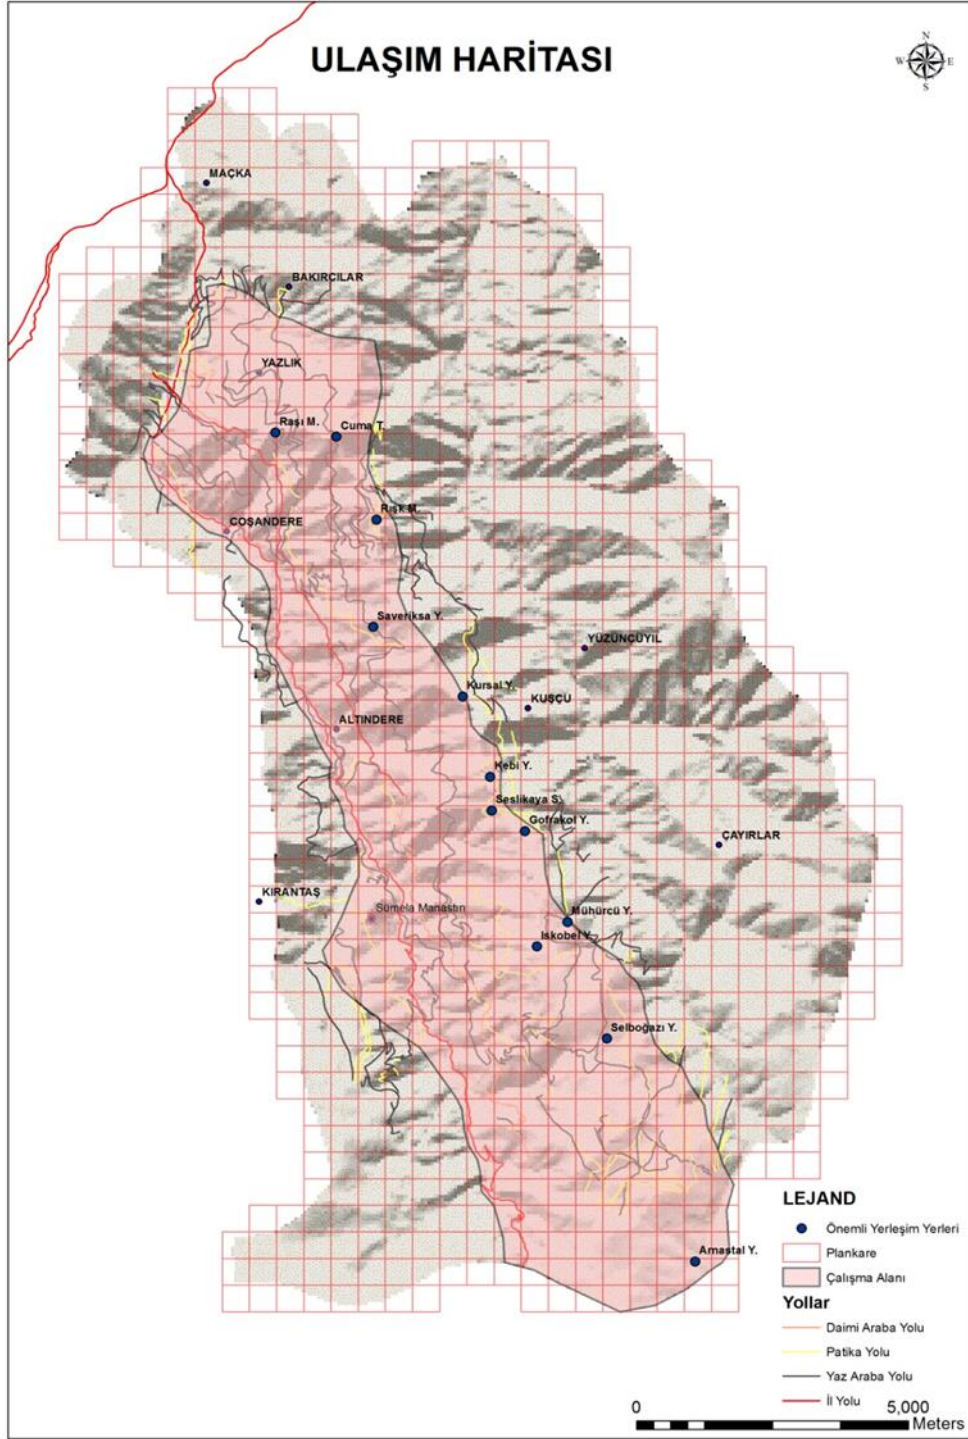 ULAŞIM HARİTASI
N
W E
S
MAÇKA
BAKIRCILAR
YAZLIK
Raşı M.
Cuma T.
Rışk M.
COŞANDERE
Saveriksa Y.
YÜZÜNCÜYIL
Kursal Y.
KUŞÇU
ALTINDERE
Kebi Y.
Seslikaya S.
Gofrakol Y.
ÇAYIRLAR
KIRANTAŞ
Sümela Manastırı
Mühürcü Y.
Iskobel Y.
Selboğazı Y.
Arnastal Y.
LEJAND
Önemli Yerleşim Yerleri
Plankare
Çalışma Alanı
Yollar
Daimi Araba Yolu
Patika Yolu
Yaz Araba Yolu
İl Yolu
0 5,000
Meters